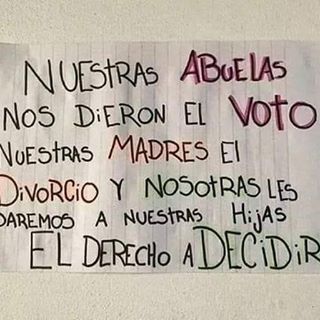 NUESTRAS ABUELAS
NOS DiERON EL VOTO
NUESTRAS MADRES El
DiVORCiO Y NOSOTRAS LES
DAREMOS A NUESTRAS HijAS
EL DERECHO A DECiDiR